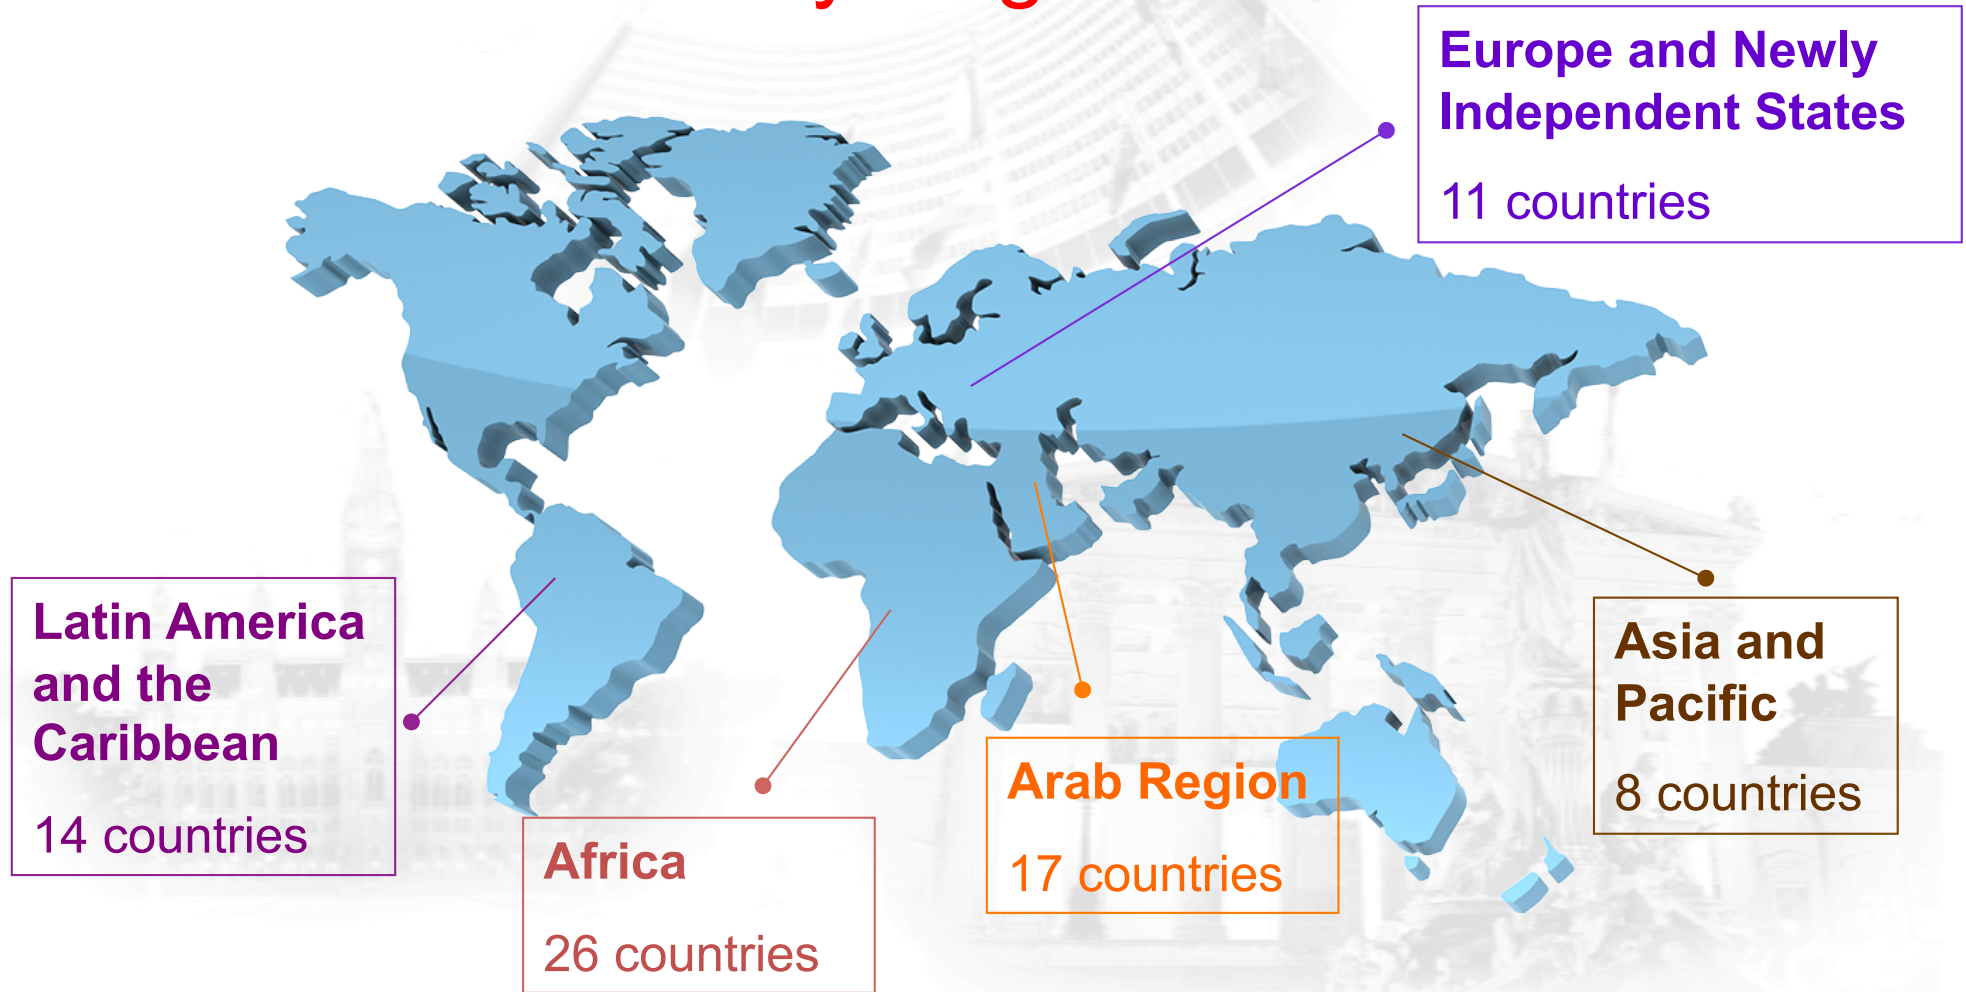 Europe and Newly
Independent States
11 countries
Latin America
and the
Caribbean
14 countries
Africa
26 countries
Arab Region
17 countries
Asia and
Pacific
8 countries